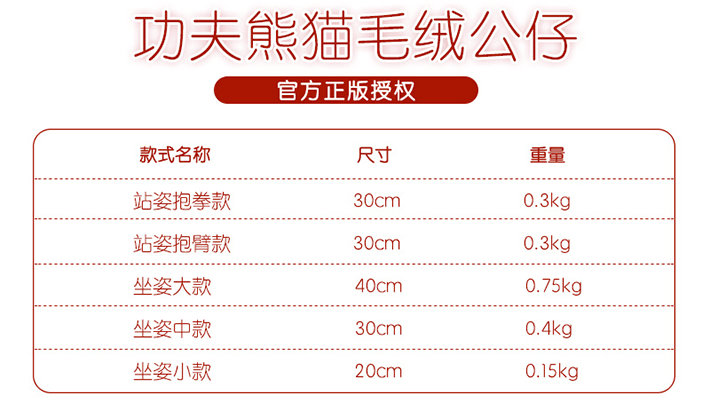 功夫熊猫毛绒公仔
官方正版授权
款式名称 尺寸 重量
站姿抱拳款 30cm 0.3kg
站姿抱臂款 30cm 0.3kg
坐姿大款 40cm 0.75kg
坐姿中款 30cm 0.4kg
坐姿小款 20cm 0.15kg